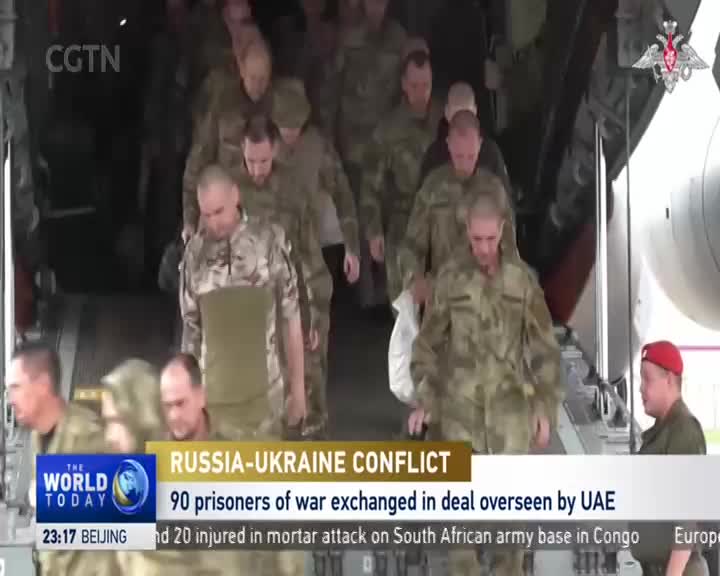 CGTN
RUSSIA-UKRAINE CONFLICT
THE
WORLD
TODAY
90 prisoners of war exchanged in deal overseen by UAE
23:17 BEIJING
nd 20 injured in mortar attack on South African army base in Congo Europe